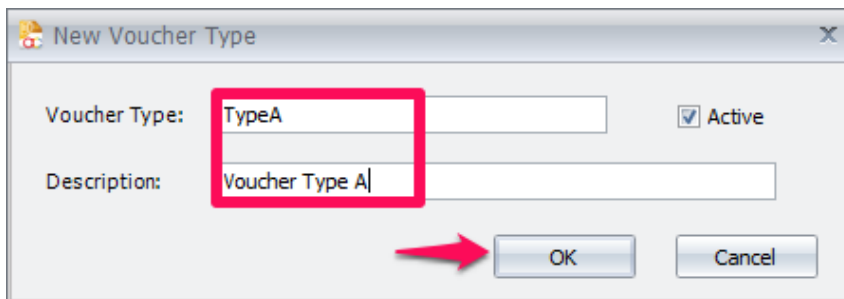 New Voucher Type
Voucher Type: TypeA Active
Description: Voucher Type A
OK Cancel